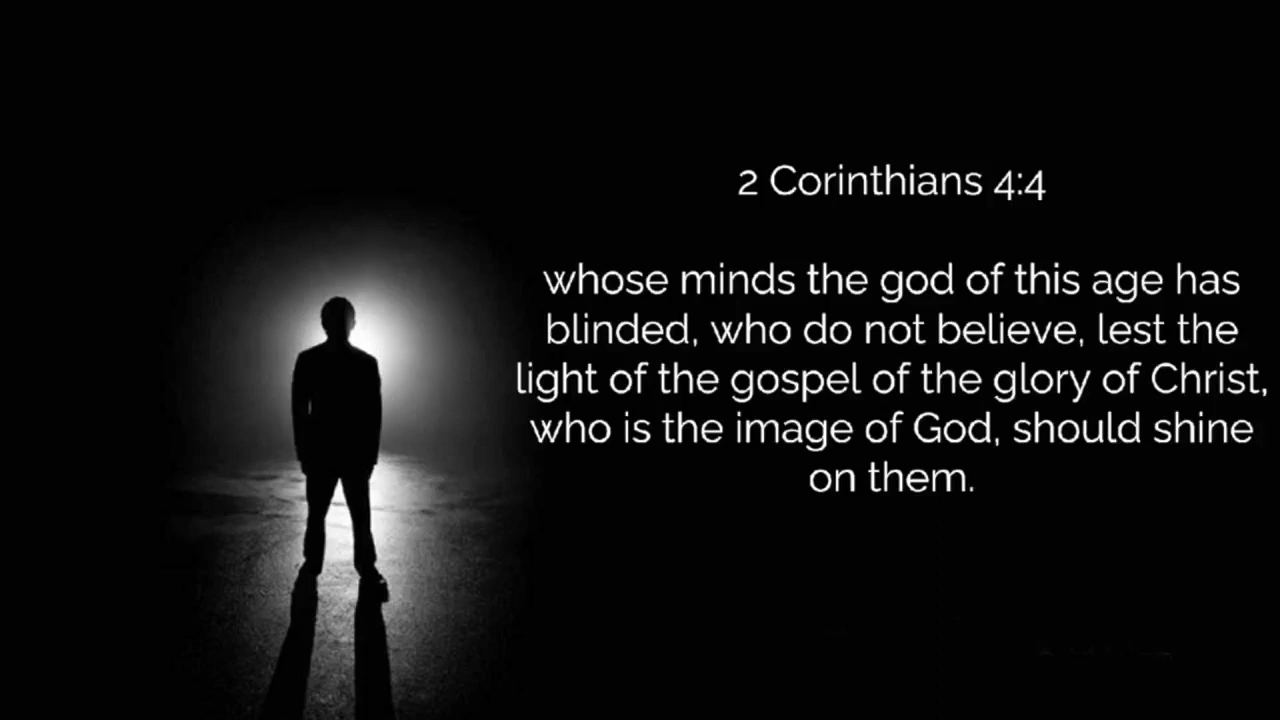 2 Corinthians 4:4
whose minds the god of this age has
blinded, who do not believe, lest the
light of the gospel of the glory of Christ,
who is the image of God, should shine
on them.